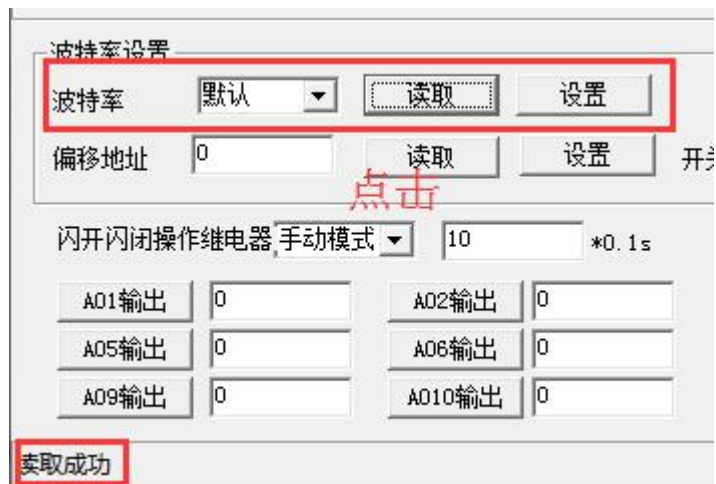 波特率设置
波特率 默认 读取 设置
偏移地址 0 读取 设置 开关
点击
闪开闪闭操作继电器 手动模式 10 *0.1s
A01输出 0 A02输出 0
A05输出 0 A06输出 0
A09输出 0 A010输出 0
读取成功